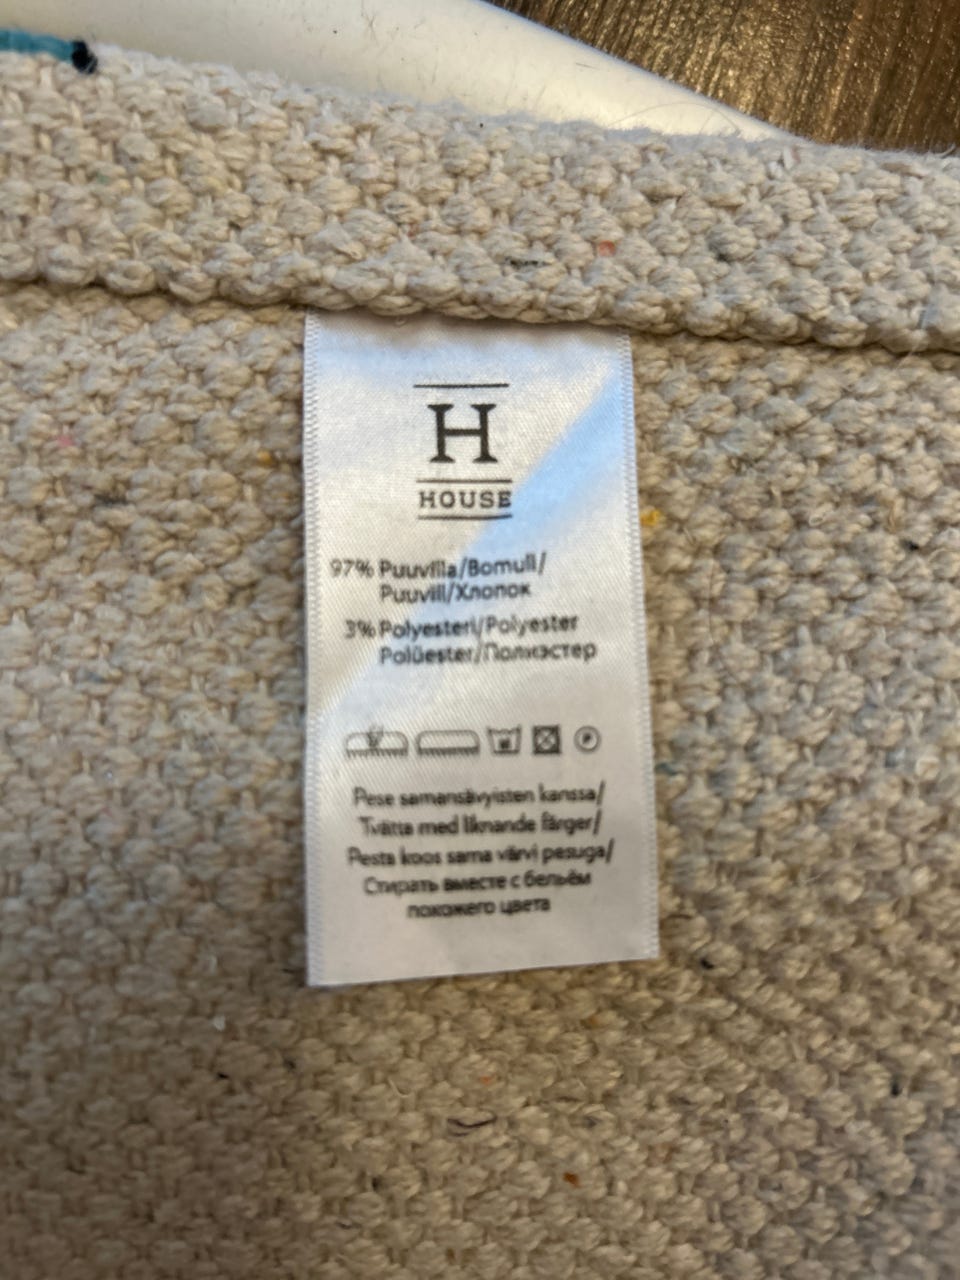 H
HOUSE
97% Puuvilla/Bomull/
Puuvill/Хлопок
3% Polyesteri/Polyester
Polüester/Полиэстер
P
Pese samansävyisten kanssa/
Tvätta med liknande färger/
Pesta koos sama värvi pesuga/
Стирать вместе с бельём
похожего цвета